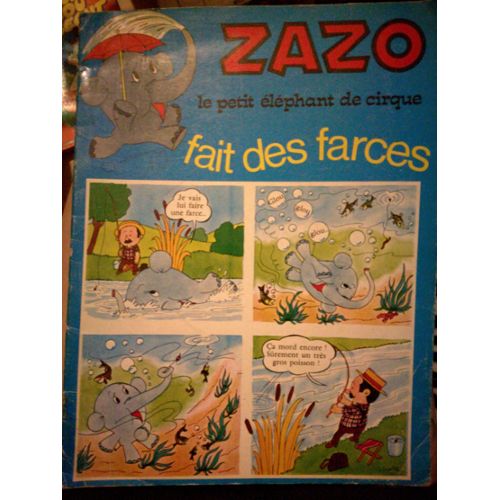 ZAZO
le petit éléphant de cirque
fait des farces
Je vais
lui faire
une farce..
Glou
glou
glou..
Ça mord encore !
Sûrement un très
gros poisson !